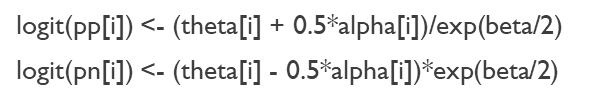 logit(pp[i]) <- (theta[i] + 0.5*alpha[i])/exp(beta/2)
logit(pn[i]) <- (theta[i] - 0.5*alpha[i])*exp(beta/2)